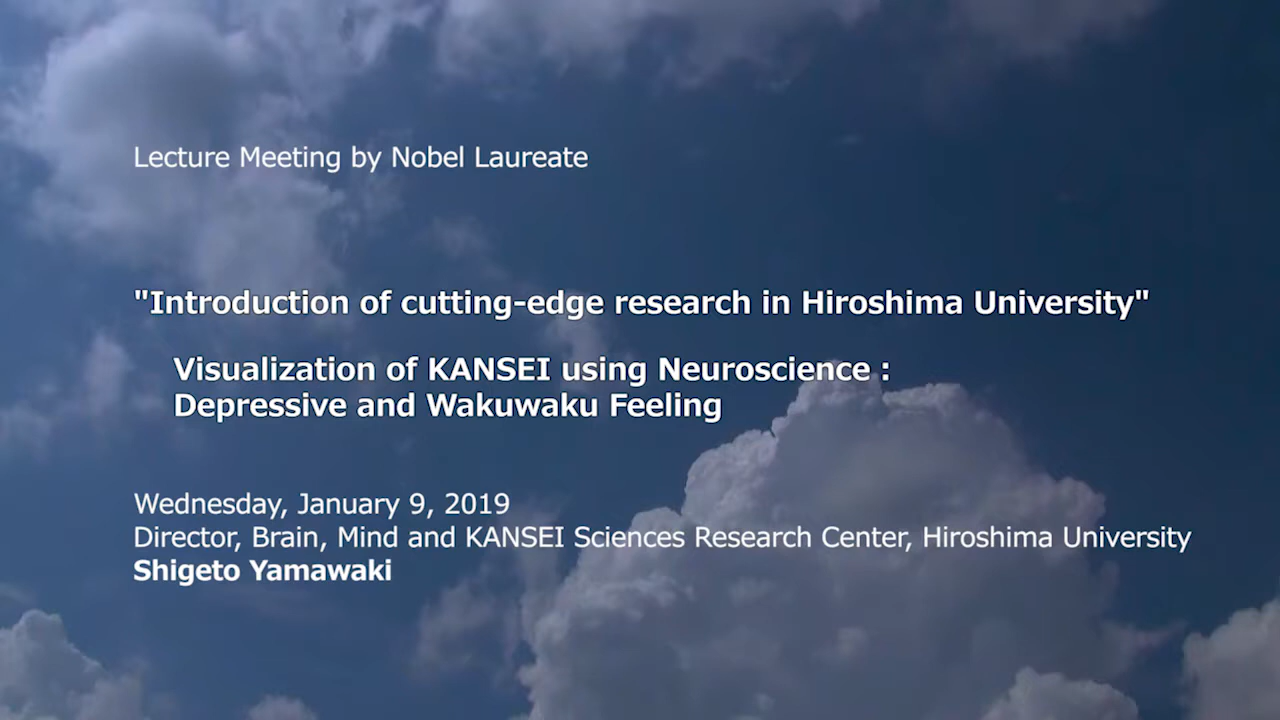 Lecture Meeting by Nobel Laureate
"Introduction of cutting-edge research in Hiroshima University"
Visualization of KANSEI using Neuroscience :
Depressive and Wakuwaku Feeling
Wednesday, January 9, 2019
Director, Brain, Mind and KANSEI Sciences Research Center, Hiroshima University
Shigeto Yamawaki